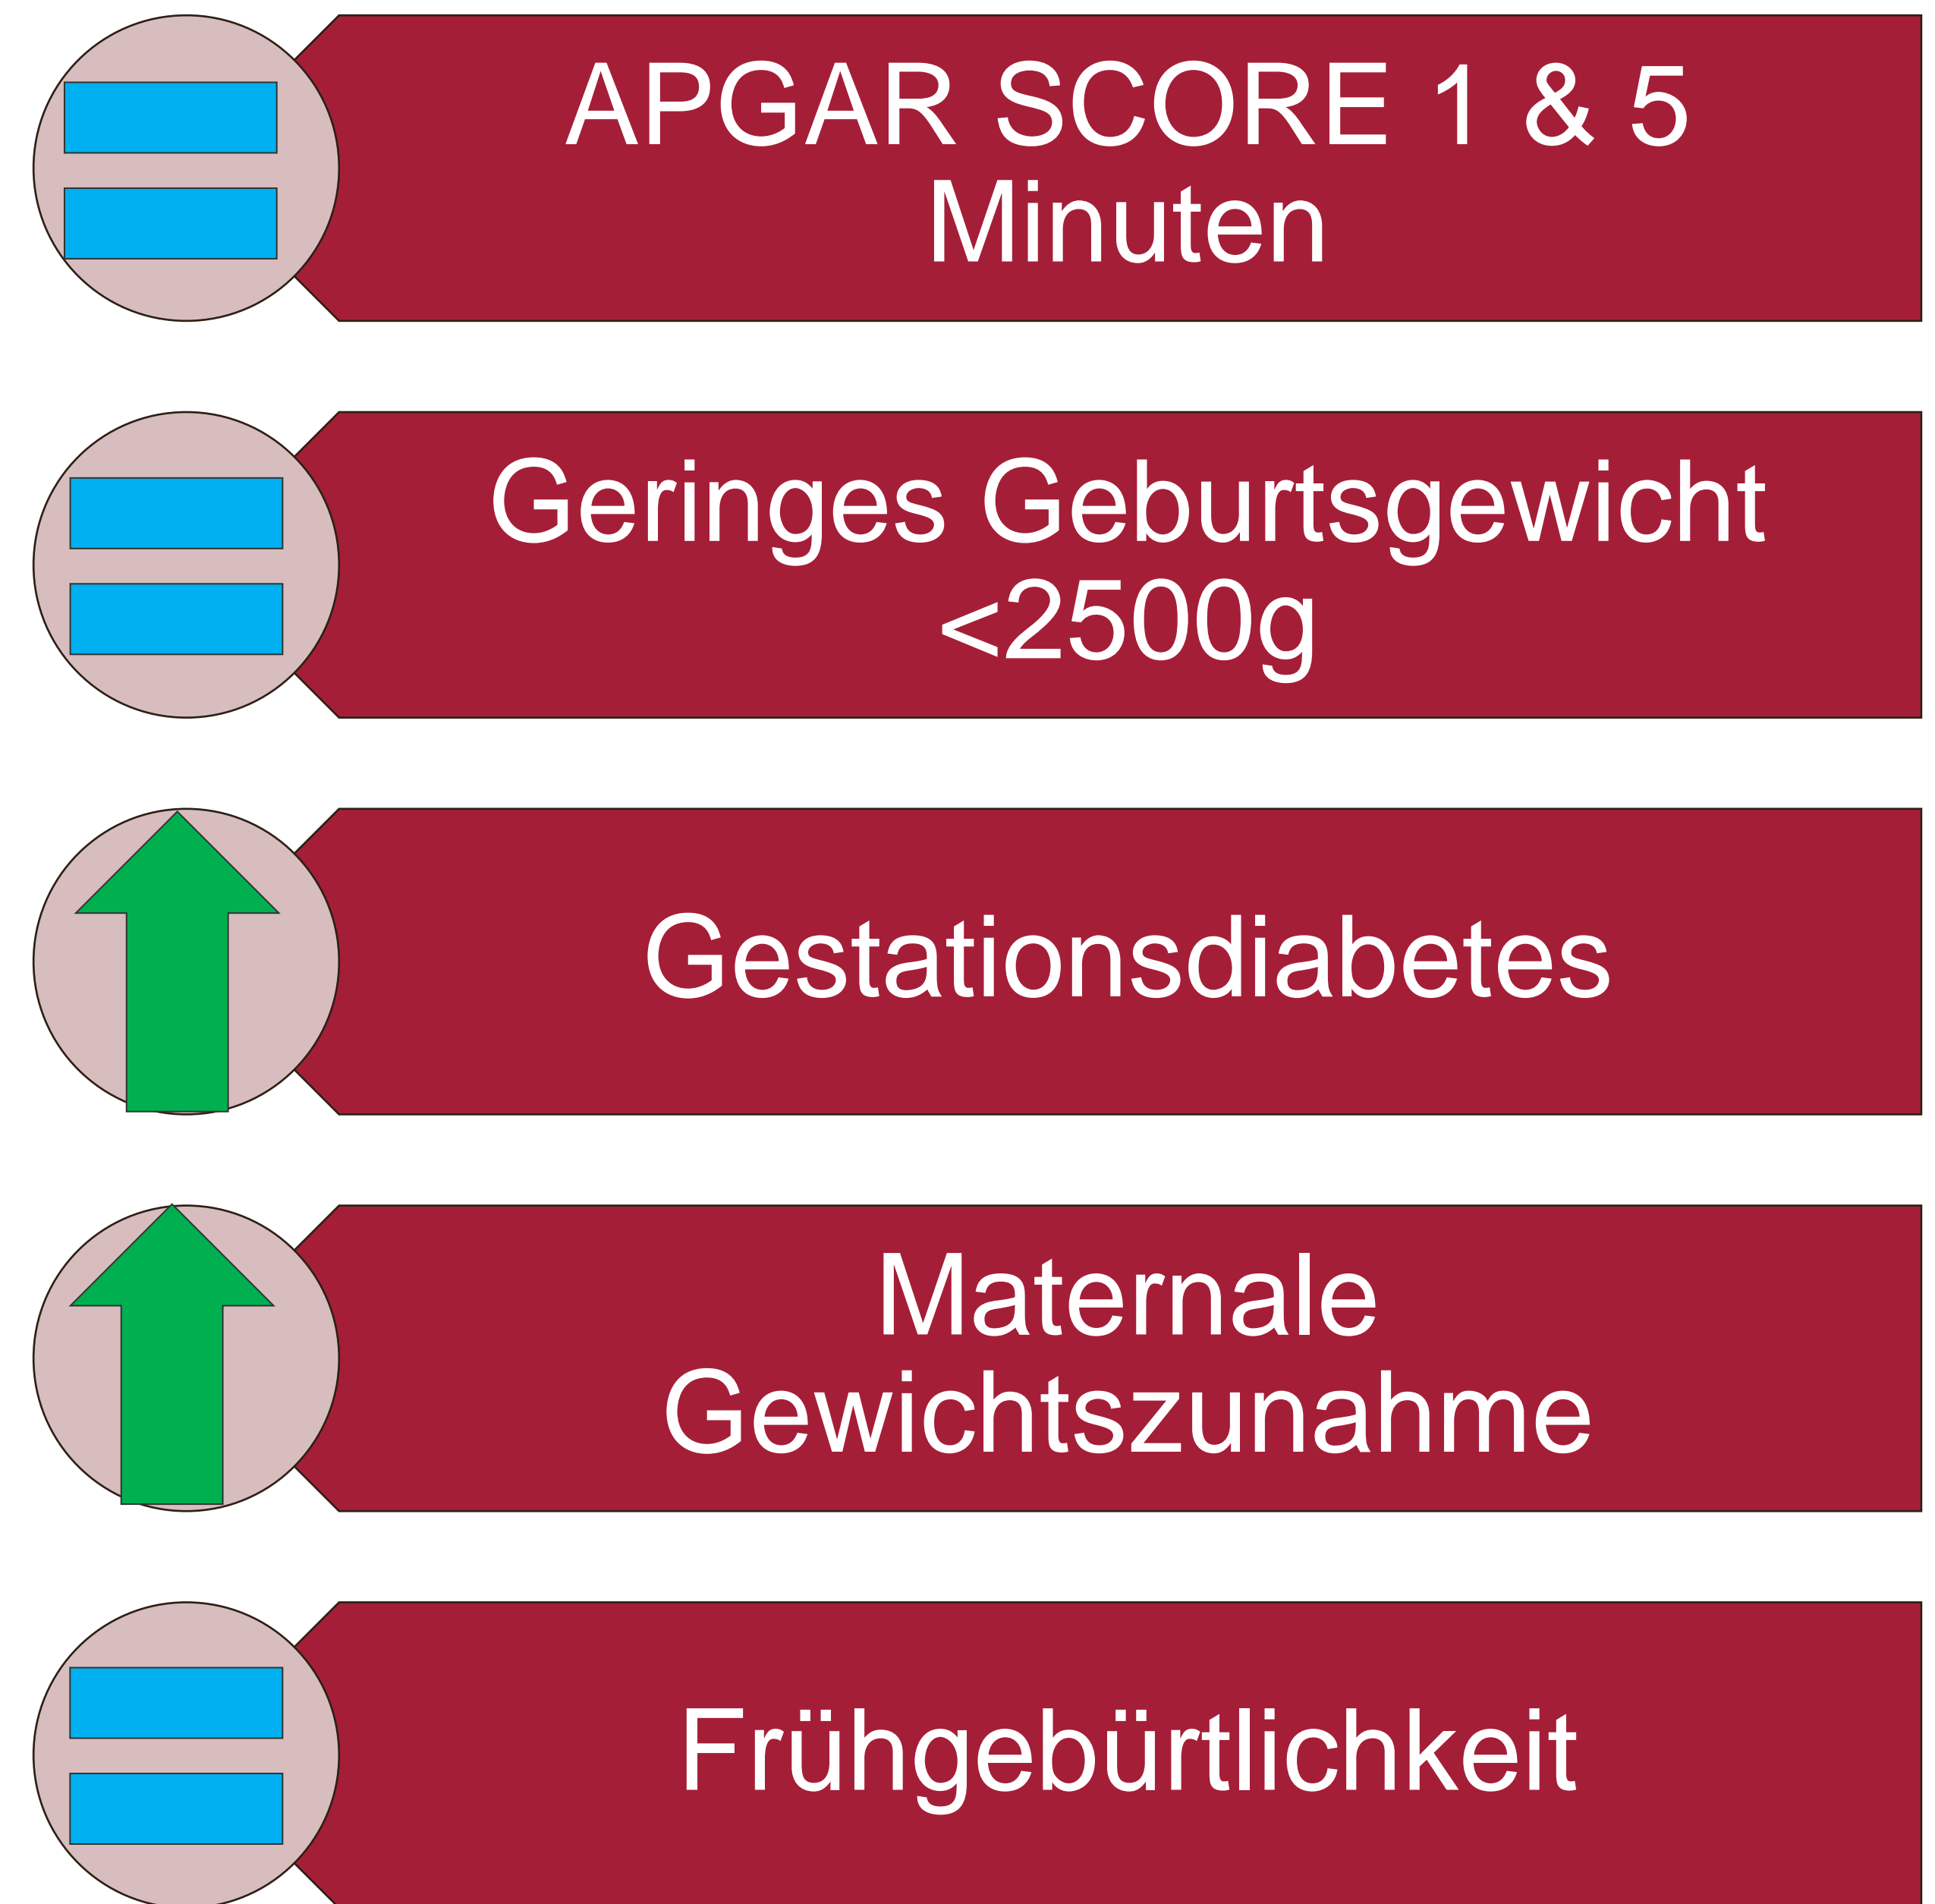 APGAR SCORE 1 & 5
Minuten
Geringes Geburtsgewicht
<2500g
Gestationsdiabetes
Maternale
Gewichtszunahme
Frühgebürtlichkeit